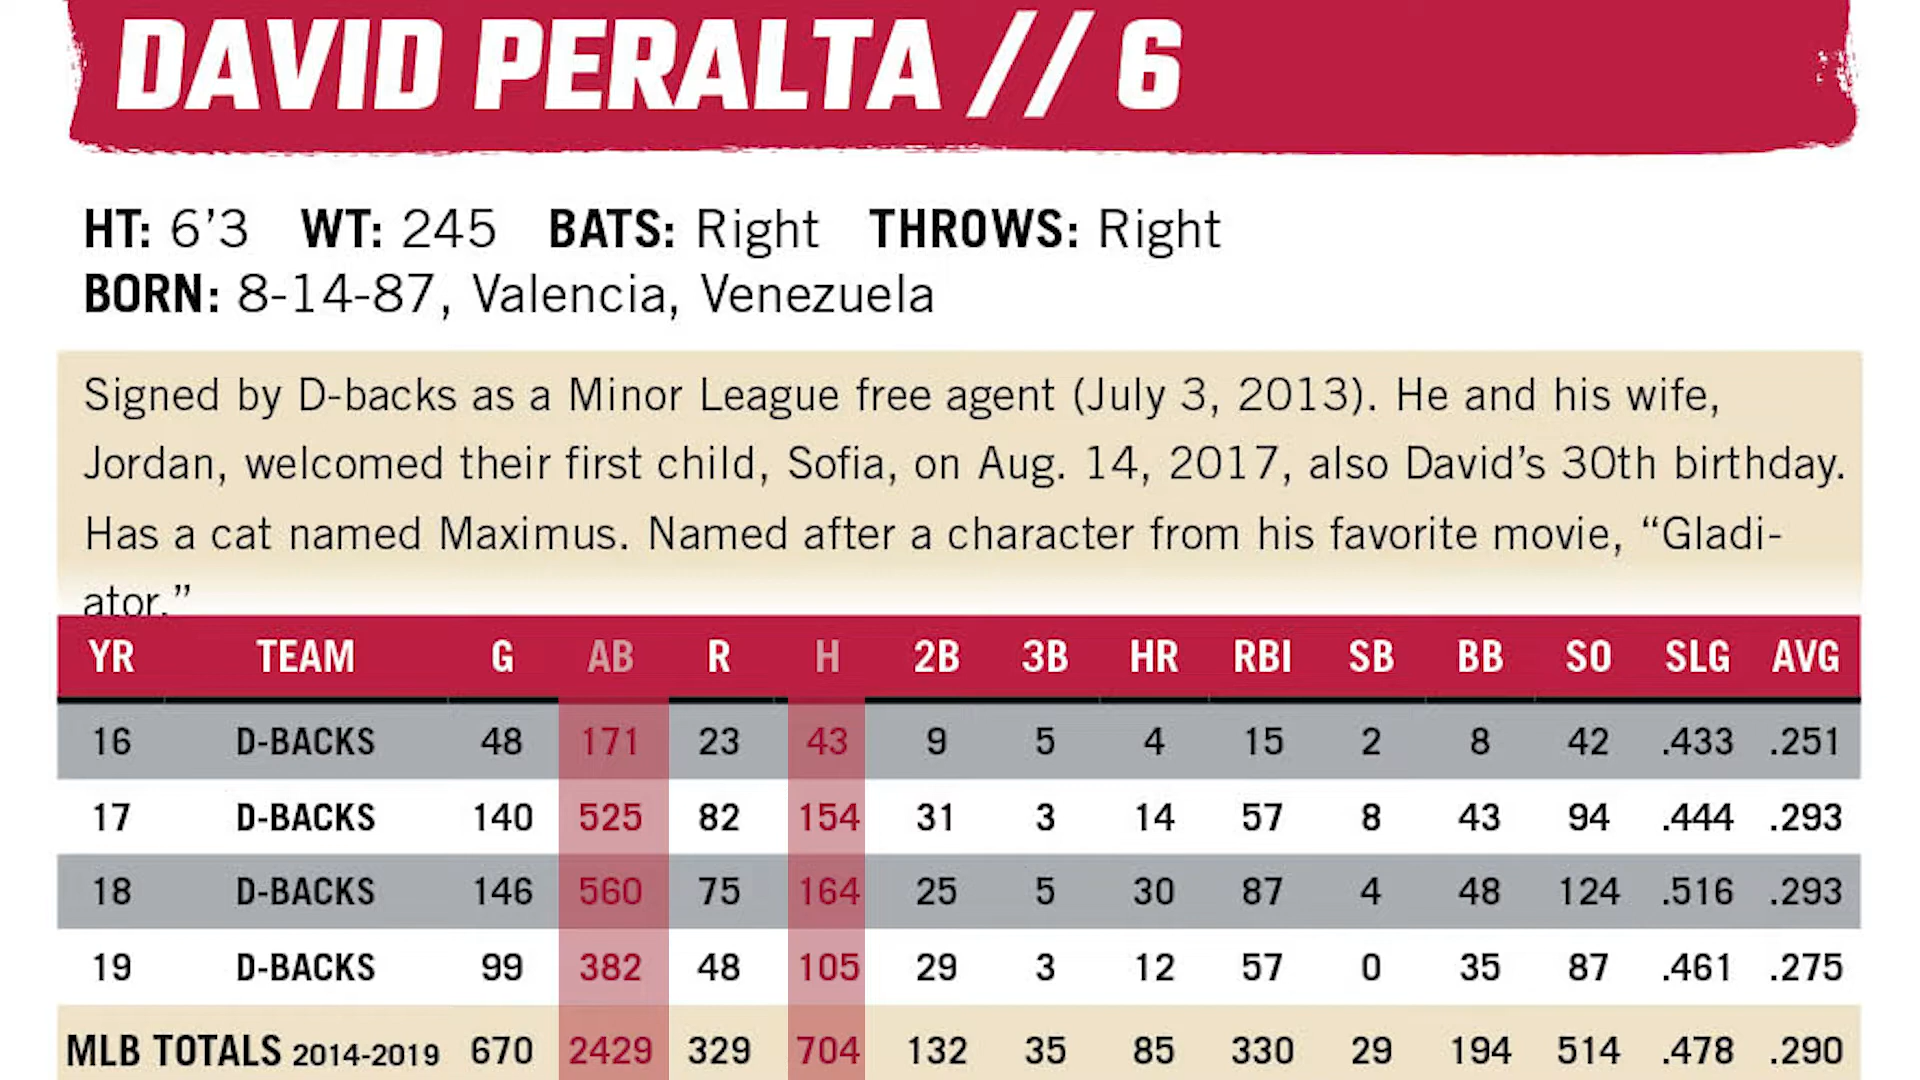 DAVID PERALTA // 6
HT: 6’3 WT: 245 BATS: Right THROWS: Right
BORN: 8-14-87, Valencia, Venezuela
Signed by D-backs as a Minor League free agent (July 3, 2013). He and his wife,
Jordan, welcomed their first child, Sofia, on Aug. 14, 2017, also David’s 30th birthday.
Has a cat named Maximus. Named after a character from his favorite movie, “Gladi-
ator.”
YR TEAM G AB R H 2B 3B HR RBI SB BB SO SLG AVG
16 D-BACKS 48 171 23 43 9 5 4 15 2 8 42 .433 .251
17 D-BACKS 140 525 82 154 31 3 14 57 8 43 94 .444 .293
18 D-BACKS 146 560 75 164 25 5 30 87 4 48 124 .516 .293
19 D-BACKS 99 382 48 105 29 3 12 57 0 35 87 .461 .275
MLB TOTALS 2014-2019 670 2429 329 704 132 35 85 330 29 194 514 .478 .290